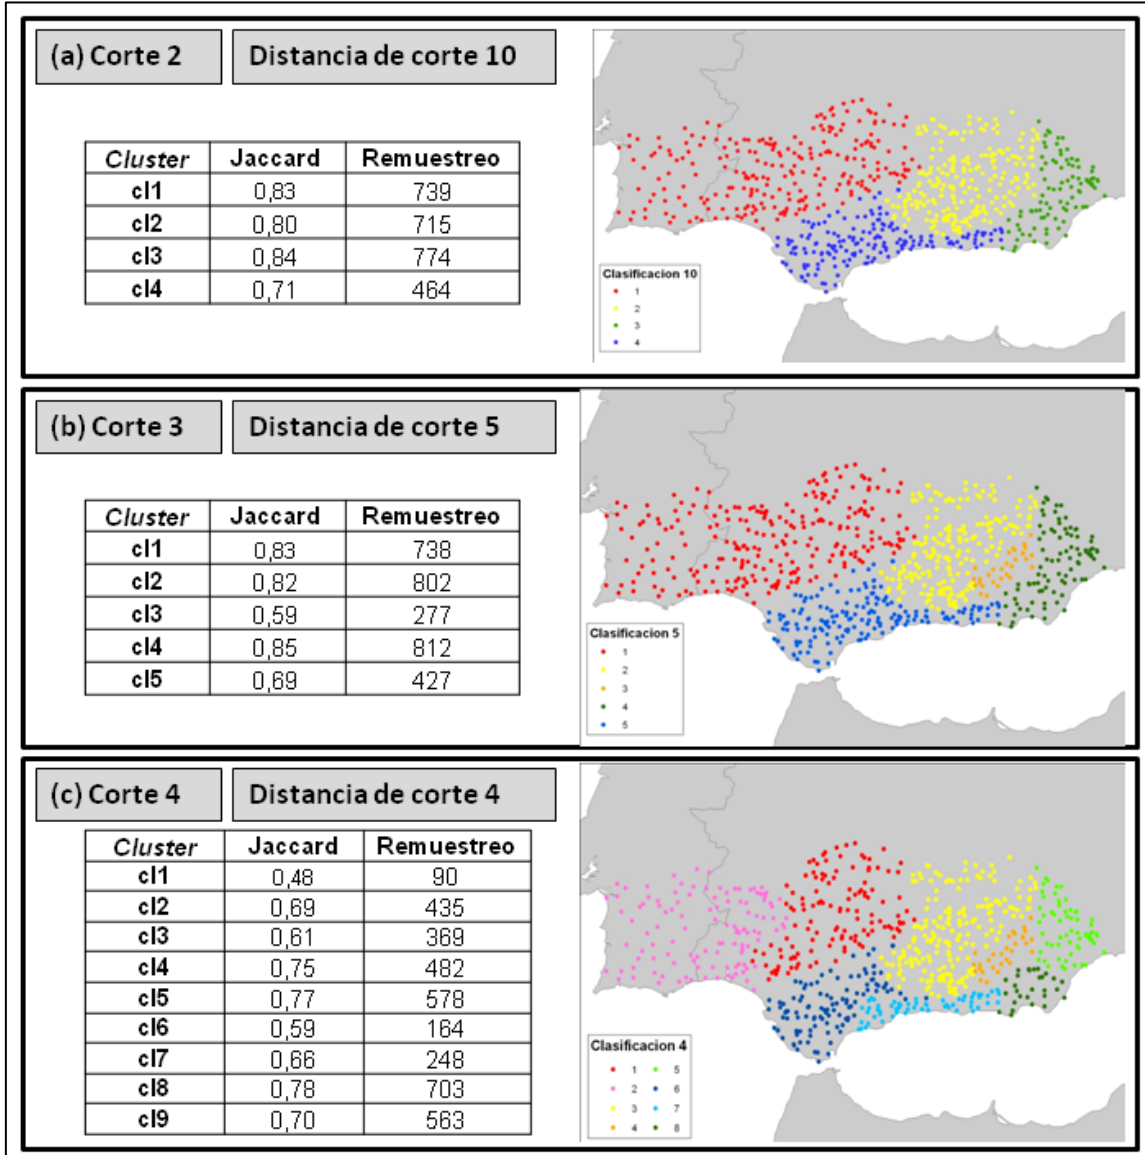 (a) Corte 2 Distancia de corte 10
Cluster Jaccard Remuestreo
cl1 0,83 739
cl2 0,80 715
cl3 0,84 774
cl4 0,71 464
Clasificacion 10
1
2
3
4
(b) Corte 3 Distancia de corte 5
Cluster Jaccard Remuestreo
cl1 0,83 738
cl2 0,82 802
cl3 0,59 277
cl4 0,85 812
cl5 0,69 427
Clasificacion 5
1
2
3
4
5
(c) Corte 4 Distancia de corte 4
Cluster Jaccard Remuestreo
cl1 0,48 90
cl2 0,69 435
cl3 0,61 369
cl4 0,75 482
cl5 0,77 578
cl6 0,59 164
cl7 0,66 248
cl8 0,78 703
cl9 0,70 563
Clasificacion 4
1 5
2 6
3 7
4 8